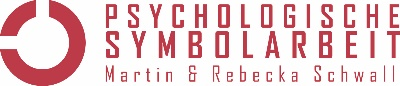 PSYCHOLOGISCHE
SYMBOLARBEIT
Martin & Rebecka Schwall